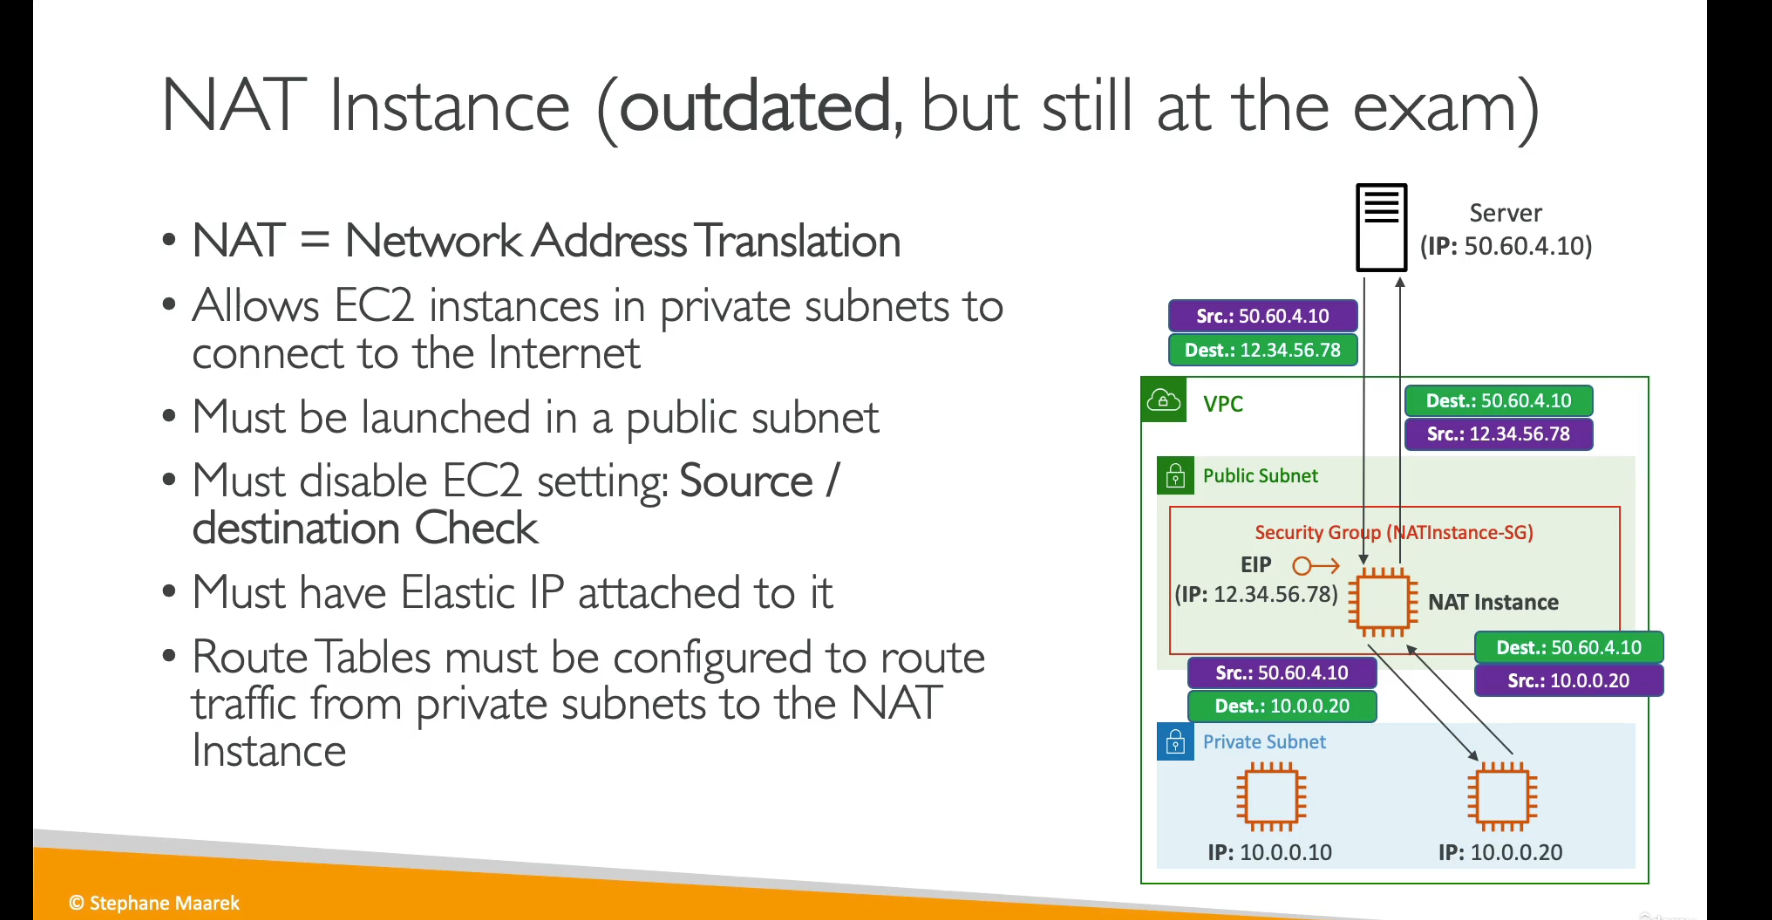 NAT Instance (outdated, but still at the exam)
• NAT = Network Address Translation
• Allows EC2 instances in private subnets to
connect to the Internet
• Must be launched in a public subnet
• Must disable EC2 setting: Source /
destination Check
• Must have Elastic IP attached to it
• Route Tables must be configured to route
traffic from private subnets to the NAT
Instance
Server
(IP: 50.60.4.10)
Src.: 50.60.4.10
Dest.: 12.34.56.78
VPC
Dest.: 50.60.4.10
Src.: 12.34.56.78
Public Subnet
Security Group (NATInstance-SG)
EIP
(IP: 12.34.56.78)
NAT Instance
Dest.: 50.60.4.10
Src.: 10.0.0.20
Src.: 50.60.4.10
Dest.: 10.0.0.20
Private Subnet
IP: 10.0.0.10
IP: 10.0.0.20
© Stephane Maarek